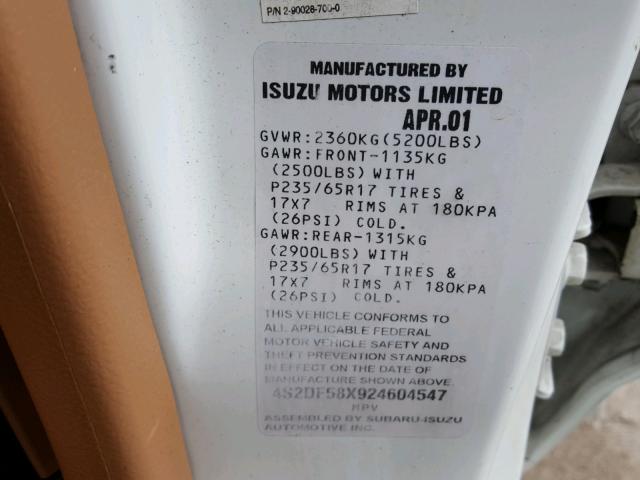 P/N 2-90028-700-0
MANUFACTURED BY
ISUZU MOTORS LIMITED
APR.01
GVWR:2360KG(5200LBS)
GAWR:FRONT-1135KG
(2500LBS) WITH
P235/65R17 TIRES &
17X7 RIMS AT 180KPA
(26PSI) COLD.
GAWR:REAR-1315KG
(2900LBS) WITH
P235/65R17 TIRES &
17X7 RIMS AT 180KPA
(26PSI) COLD.
THIS VEHICLE CONFORMS TO
ALL APPLICABLE FEDERAL
MOTOR VEHICLE SAFETY AND
THEFT PREVENTION STANDARDS
IN EFFECT ON THE DATE OF
MANUFACTURE SHOWN ABOVE.
4S2DF58X924604547
MPV
ASSEMBLED BY SUBARU-ISUZU
AUTOMOTIVE INC.